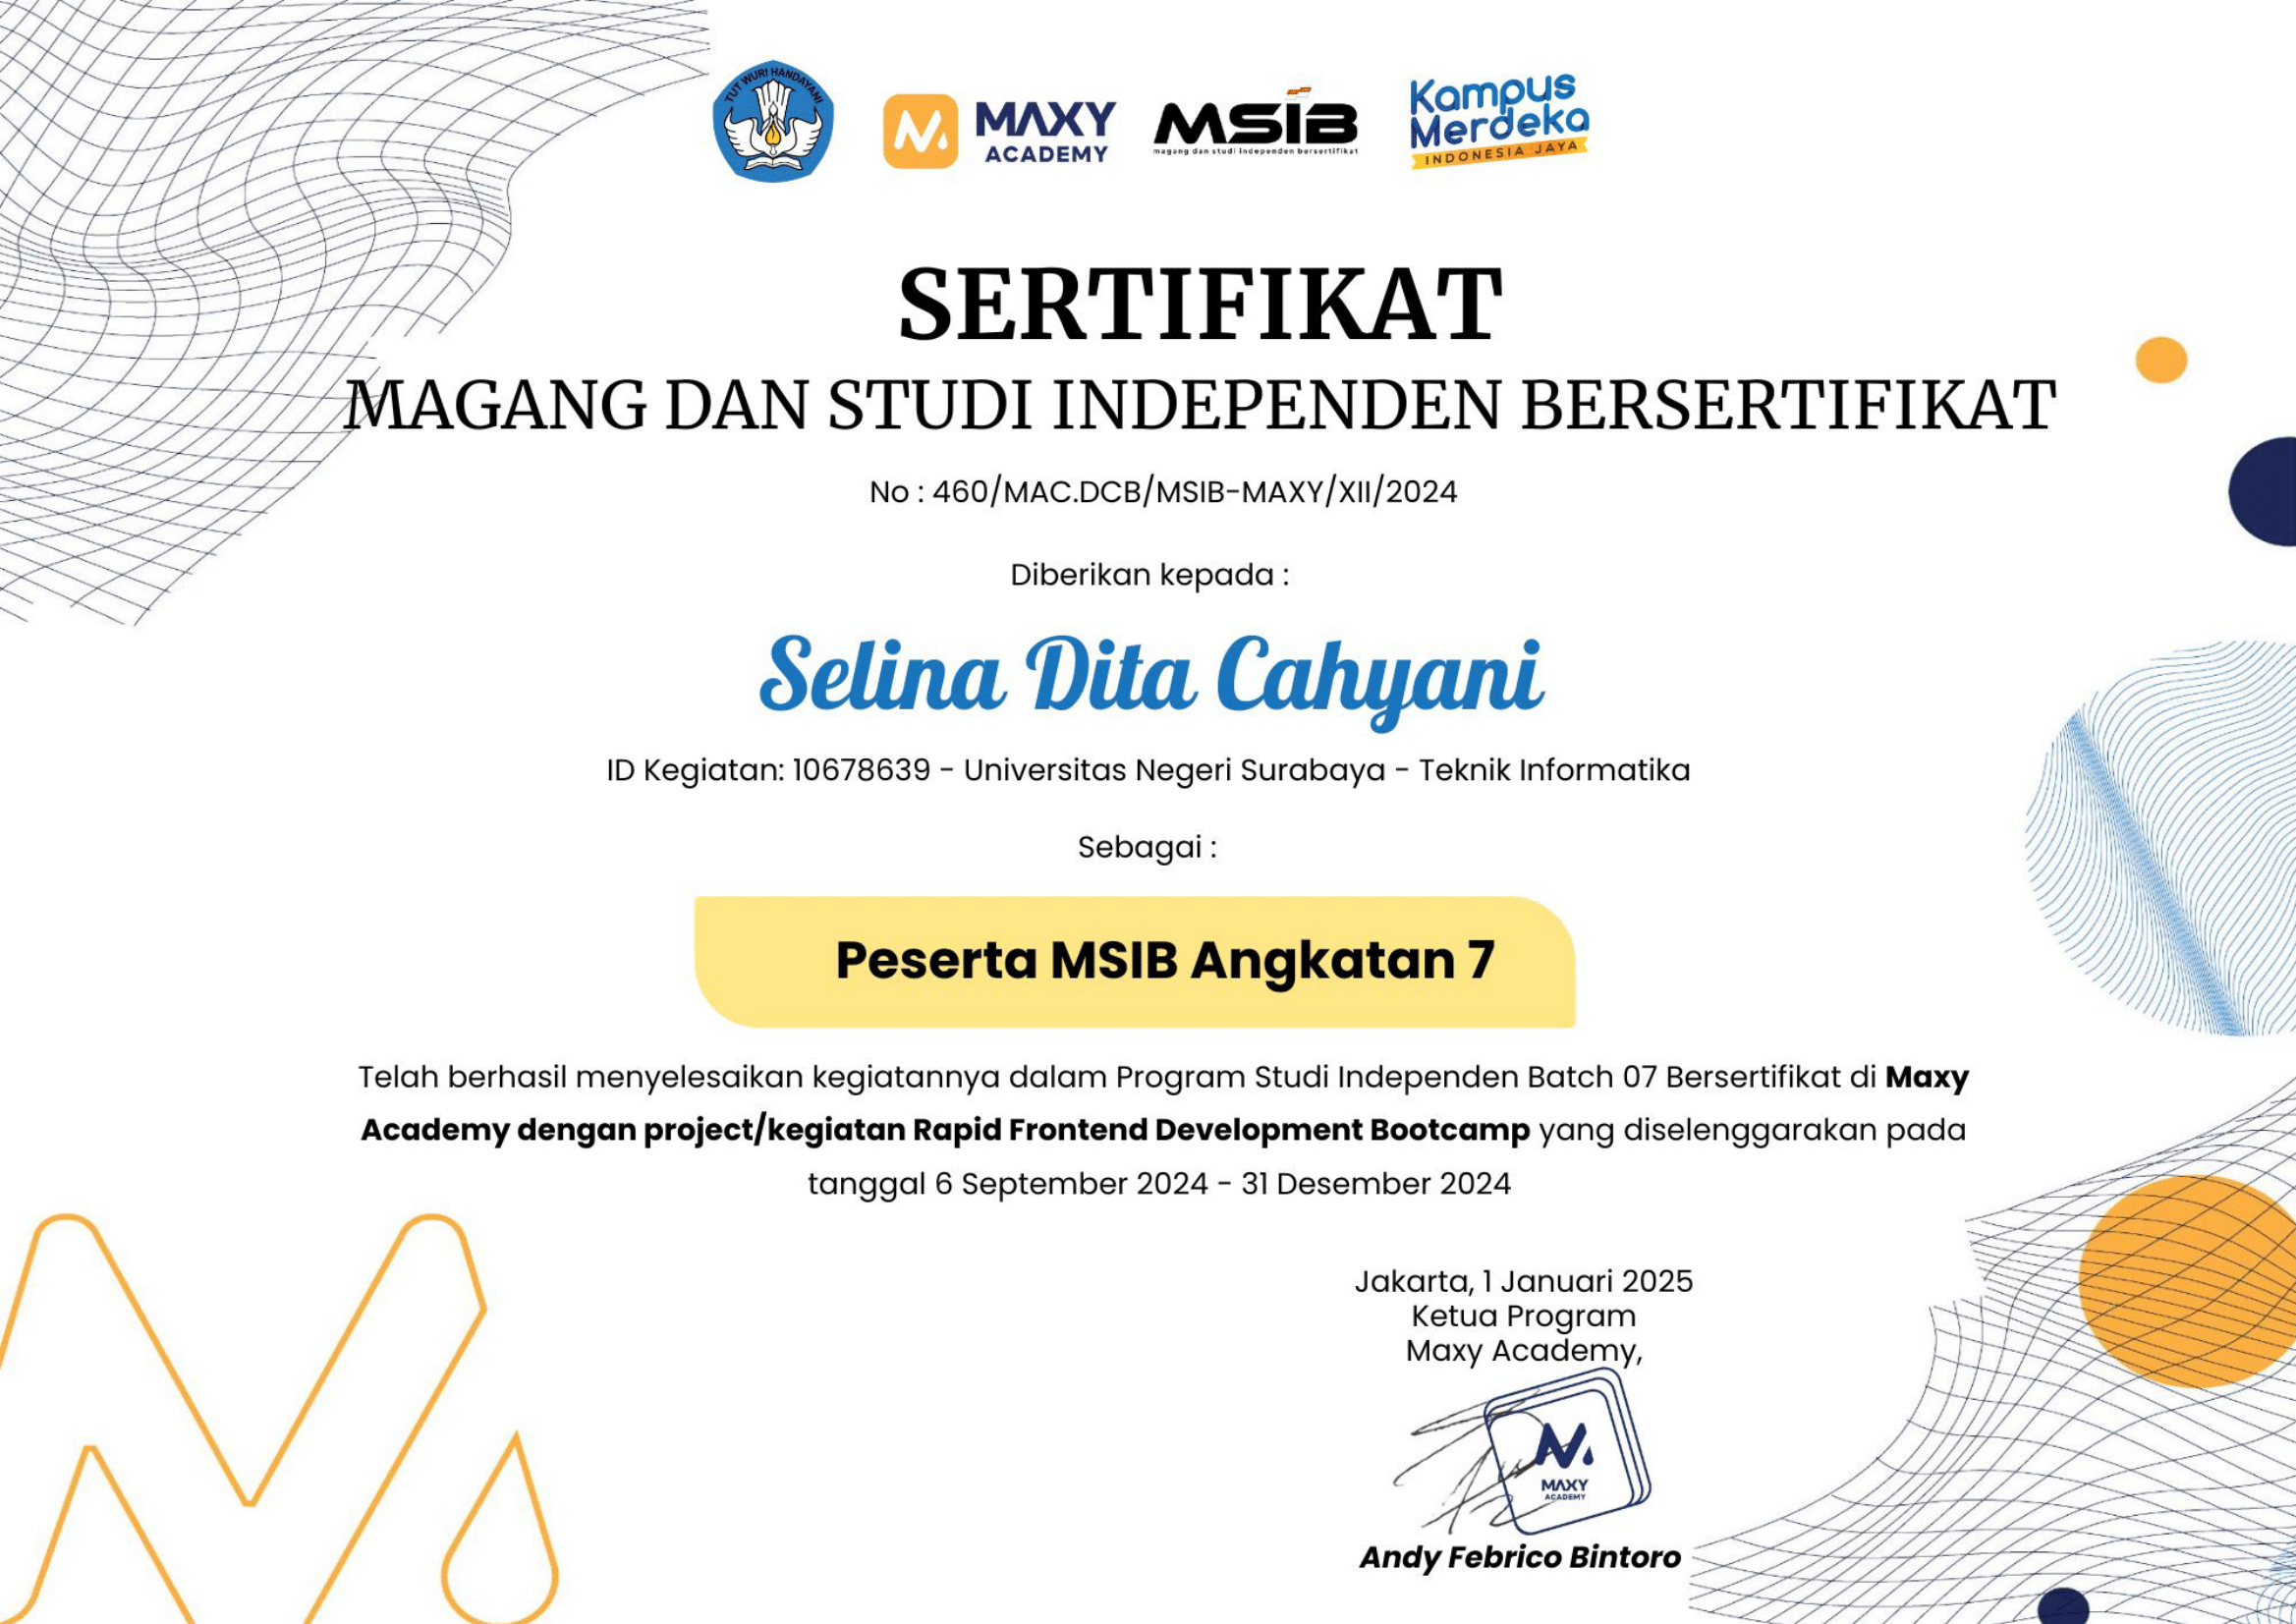 TUT WURI HANDAYANI
MAXY
ACADEMY
MSIB
magang dan studi independen bersertifikat
Kampus
Merdeka
INDONESIA JAYA
SERTIFIKAT
MAGANG DAN STUDI INDEPENDEN BERSERTIFIKAT
No : 460/MAC.DCB/MSIB-MAXY/XII/2024
Diberikan kepada :
Selina Dita Cahyani
ID Kegiatan: 10678639 - Universitas Negeri Surabaya - Teknik Informatika
Sebagai :
Peserta MSIB Angkatan 7
Telah berhasil menyelesaikan kegiatannya dalam Program Studi Independen Batch 07 Bersertifikat di Maxy
Academy dengan project/kegiatan Rapid Frontend Development Bootcamp yang diselenggarakan pada
tanggal 6 September 2024 - 31 Desember 2024
Jakarta, 1 Januari 2025
Ketua Program
Maxy Academy,
MAXY
ACADEMY
Andy Febrico Bintoro